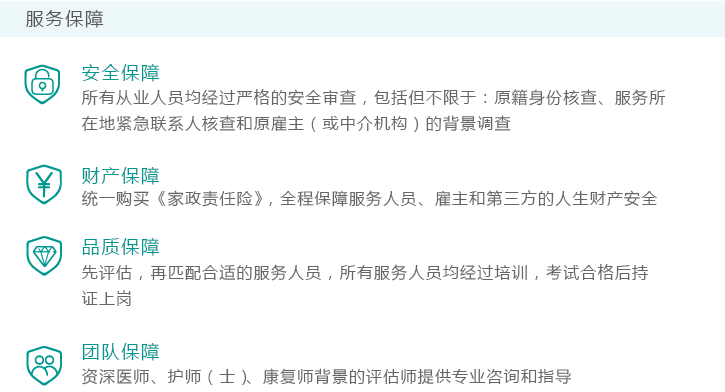 服务保障
安全保障
所有从业人员均经过严格的安全审查，包括但不限于：原籍身份核查、服务所
在地紧急联系人核查和原雇主（或中介机构）的背景调查
¥
财产保障
统一购买《家政责任险》，全程保障服务人员、雇主和第三方的人生财产安全
品质保障
先评估，再匹配合适的服务人员，所有服务人员均经过培训，考试合格后持
证上岗
团队保障
资深医师、护师（士）、康复师背景的评估师提供专业咨询和指导